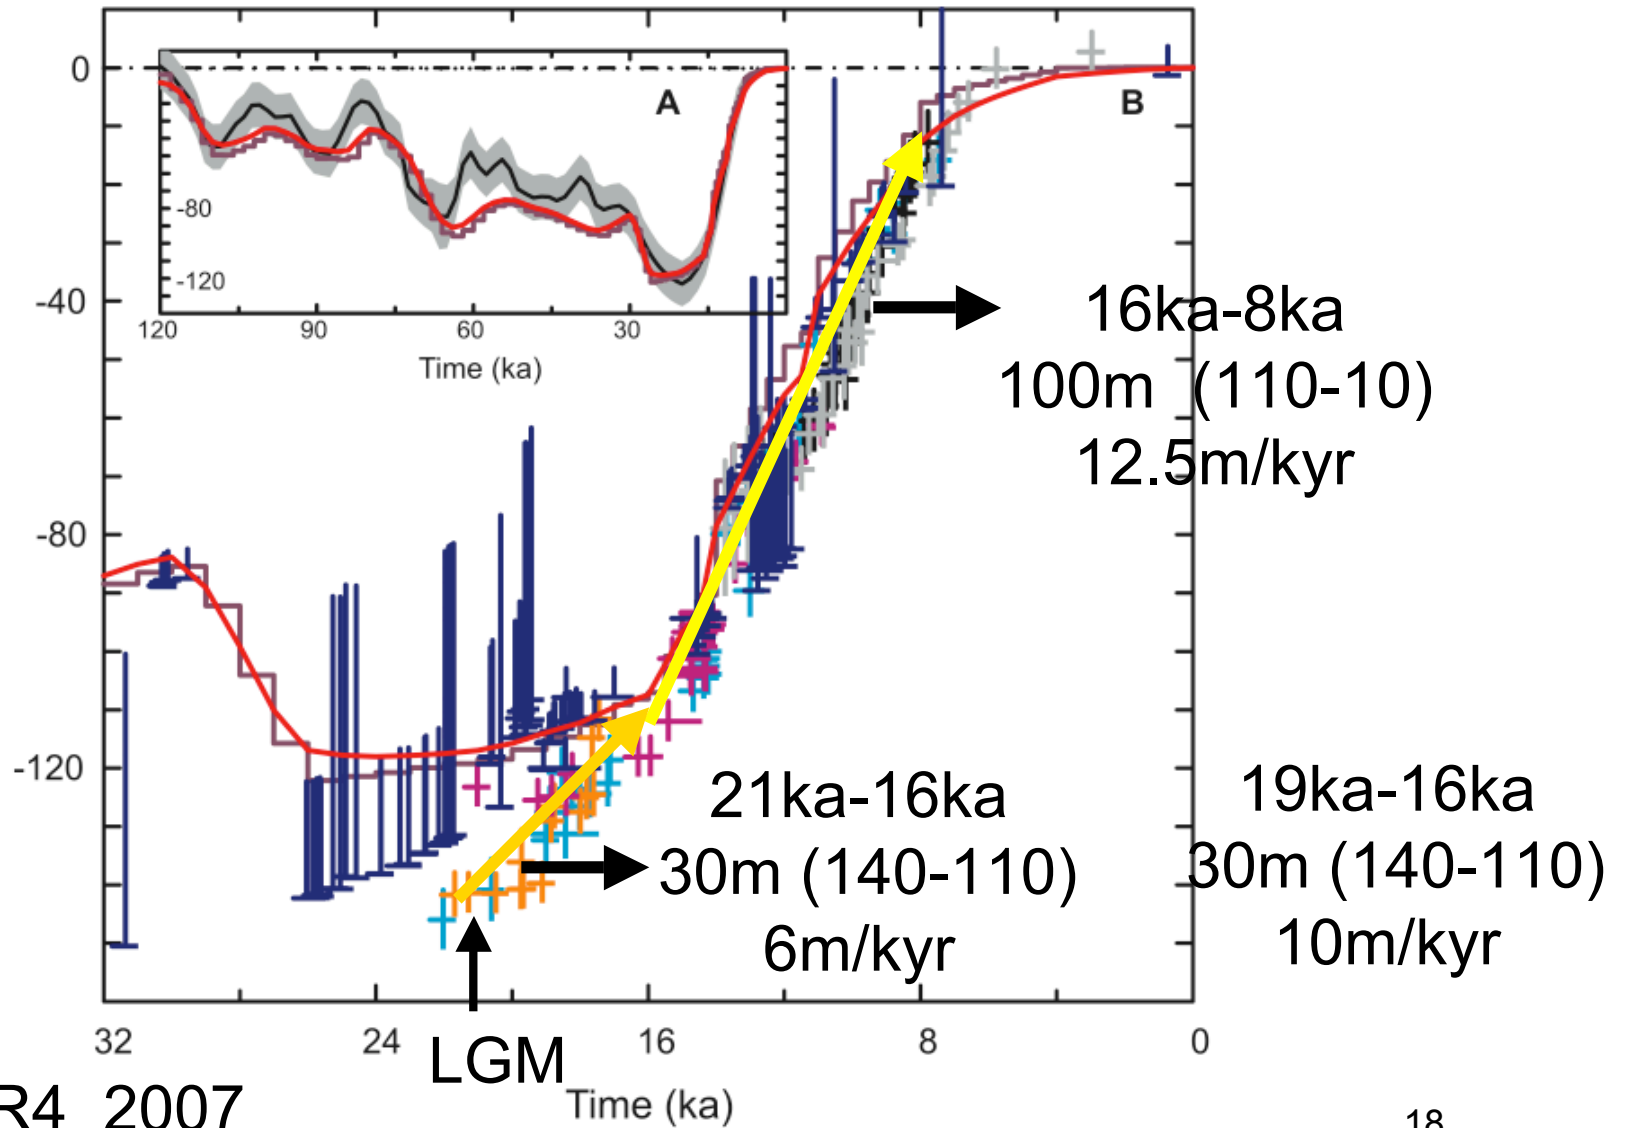 0
-40
-80
-120
A
-80
-120
120
90
60
30
Time (ka)
B
16ka-8ka
100m (110-10)
12.5m/kyr
21ka-16ka
30m (140-110)
6m/kyr
19ka-16ka
30m (140-110)
10m/kyr
32
24
16
8
0
LGM
Time (ka)
R4 2007
18